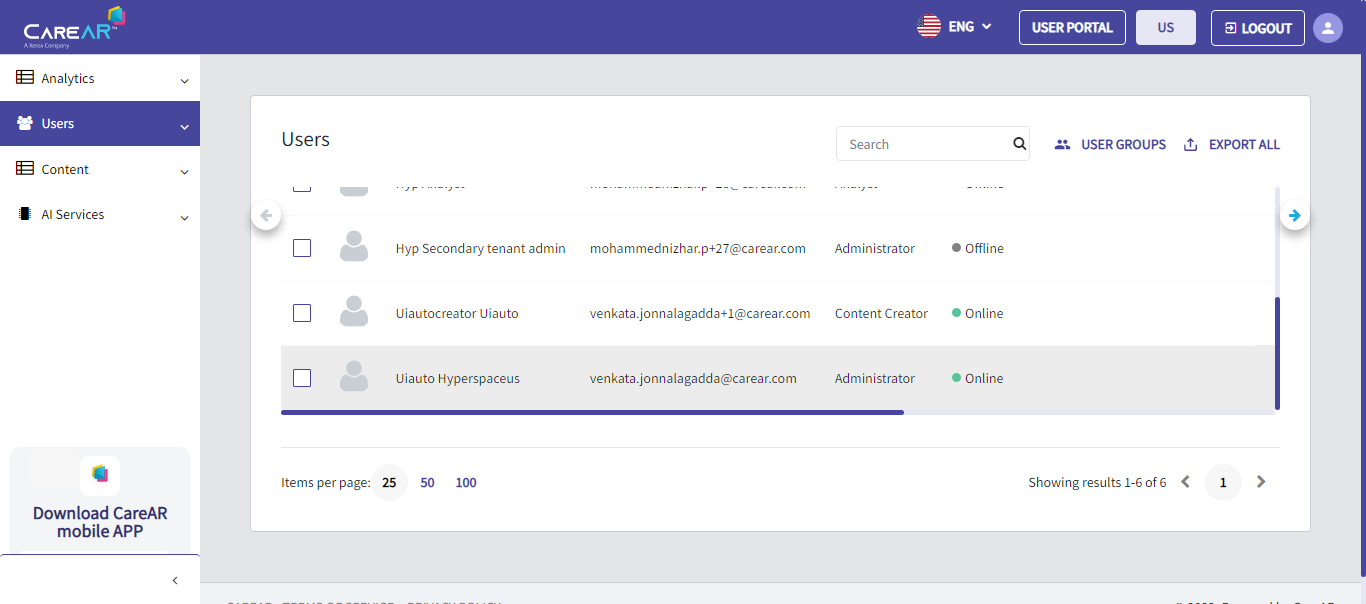 CAREAR™
A Xerox Company
ENG
USER PORTAL
US
LOGOUT
Analytics
Users
Content
AI Services
Download CareAR
mobile APP
Users
Search
USER GROUPS
EXPORT ALL
Hyp Secondary tenant admin mohammednizhar.p+27@carear.com Administrator Offline
Uiautocreator Uiauto venkata.jonnalagadda+1@carear.com Content Creator Online
Uiauto Hyperspaceus venkata.jonnalagadda@carear.com Administrator Online
Items per page: 25 50 100
Showing results 1-6 of 6 1